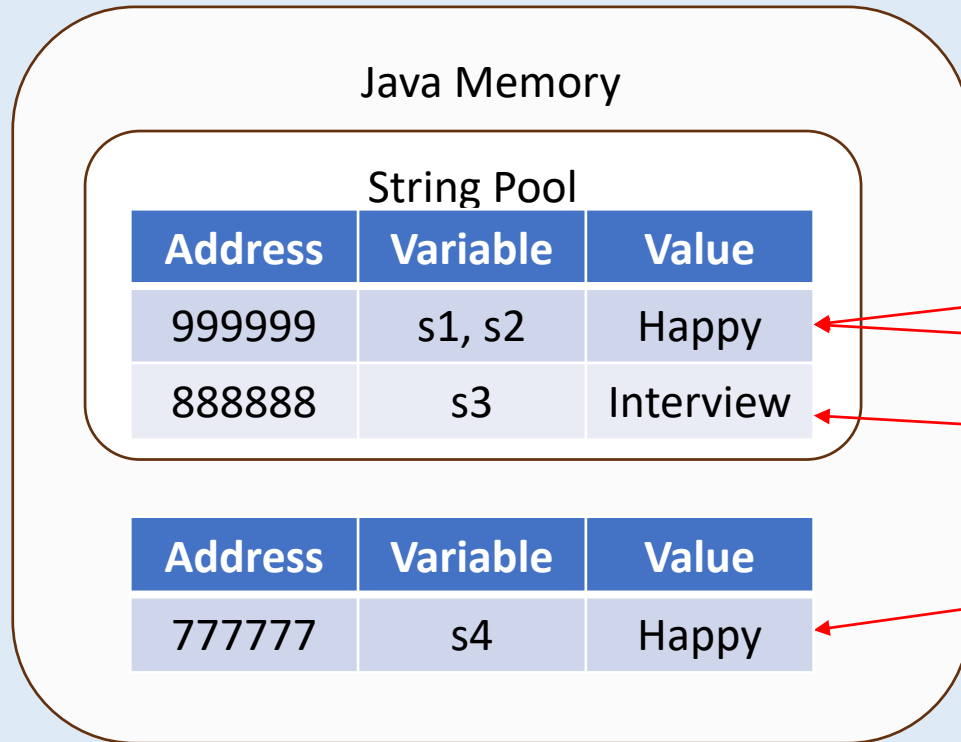 Java Memory
String Pool
Address Variable Value
999999 s1, s2 Happy
888888 s3 Interview
Address Variable Value
777777 s4 Happy